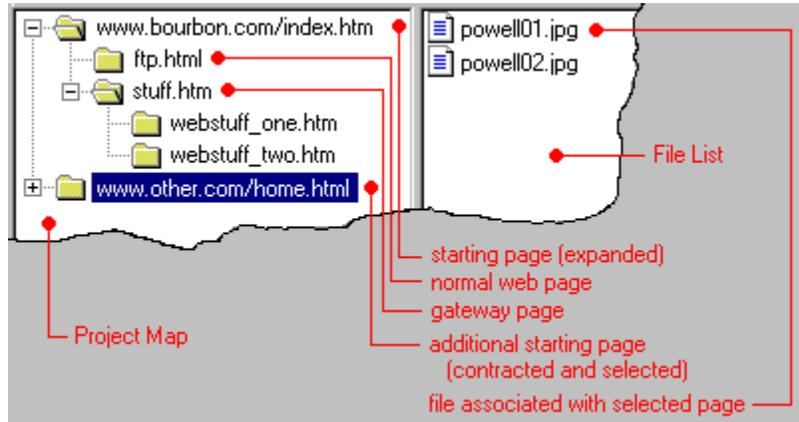 www.bourbon.com/index.htm
ftp.html
stuff.htm
webstuff_one.htm
webstuff_two.htm
www.other.com/home.html
powell01.jpg
powell02.jpg
File List
starting page (expanded)
normal web page
gateway page
Project Map
additional starting page
(contracted and selected)
file associated with selected page